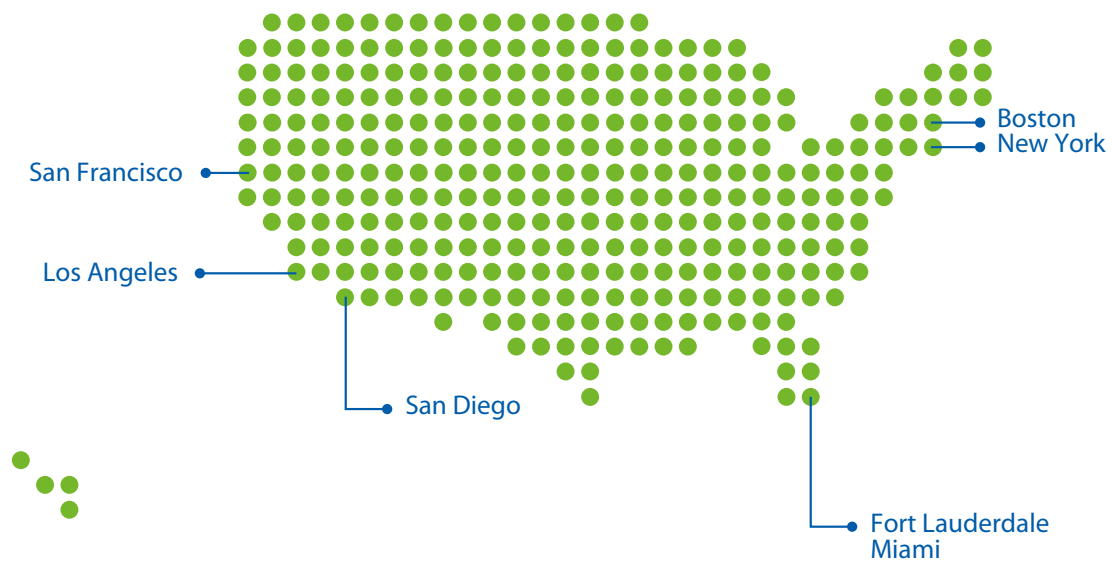 Boston
New York
San Francisco
Los Angeles
San Diego
Fort Lauderdale
Miami